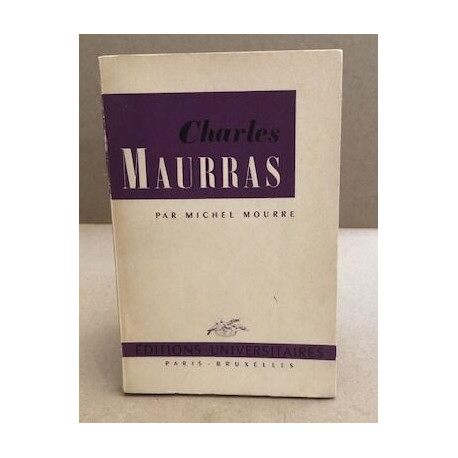 Charles
MAURRAS
PAR MICHEL MOURRE
EDITIONS UNIVERSITAIRES
PARIS - BRUXELLES